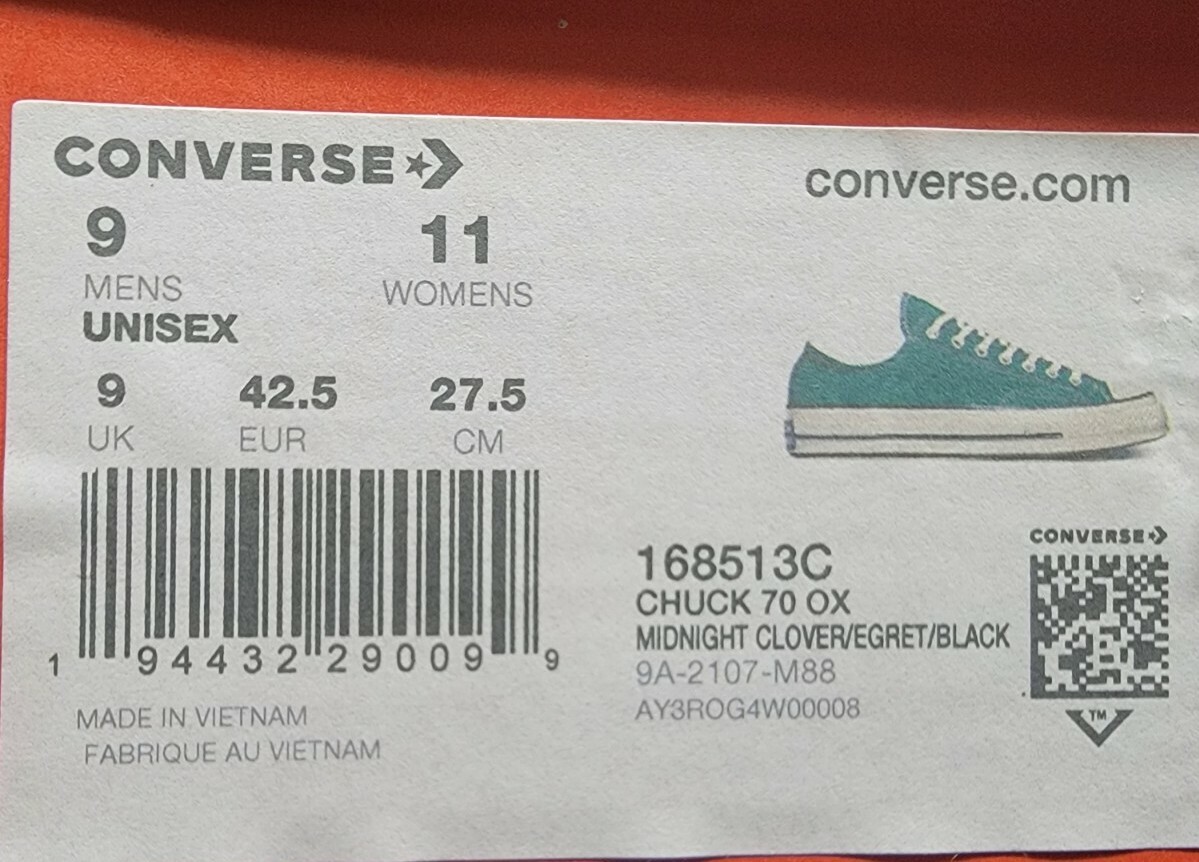 CONVERSE
converse.com
9 11
MENS WOMENS
UNISEX
9 42.5 27.5
UK EUR CM
1 94432 29009 9
MADE IN VIETNAM
FABRIQUE AU VIETNAM
168513C
CHUCK 70 OX
MIDNIGHT CLOVER/EGRET/BLACK
9A-2107-M88
AY3ROG4W00008
CONVERSE
TM